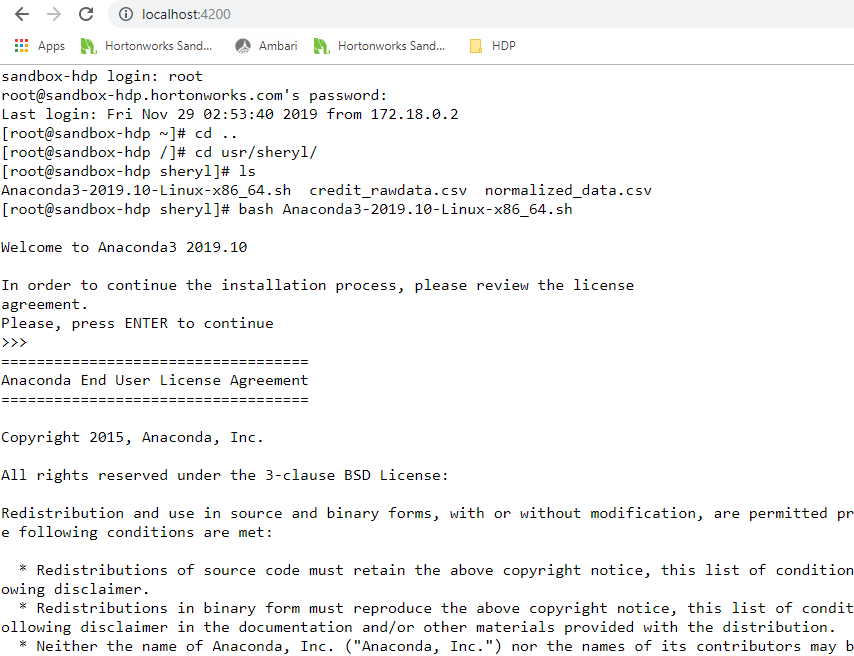 localhost:4200
Apps Hortonworks Sand... Ambari Hortonworks Sand... HDP
sandbox-hdp login: root
root@sandbox-hdp.hortonworks.com's password:
Last login: Fri Nov 29 02:53:40 2019 from 172.18.0.2
[root@sandbox-hdp ~]# cd ..
[root@sandbox-hdp /]# cd usr/sheryl/
[root@sandbox-hdp sheryl]# ls
Anaconda3-2019.10-Linux-x86_64.sh  credit_rawdata.csv  normalized_data.csv
[root@sandbox-hdp sheryl]# bash Anaconda3-2019.10-Linux-x86_64.sh
Welcome to Anaconda3 2019.10
In order to continue the installation process, please review the license
agreement.
Please, press ENTER to continue
>>>
===================================
Anaconda End User License Agreement
===================================
Copyright 2015, Anaconda, Inc.
All rights reserved under the 3-clause BSD License:
Redistribution and use in source and binary forms, with or without modification, are permitted pr
e following conditions are met:
* Redistributions of source code must retain the above copyright notice, this list of condition
owing disclaimer.
* Redistributions in binary form must reproduce the above copyright notice, this list of condit
ollowing disclaimer in the documentation and/or other materials provided with the distribution.
* Neither the name of Anaconda, Inc. ("Anaconda, Inc.") nor the names of its contributors may b